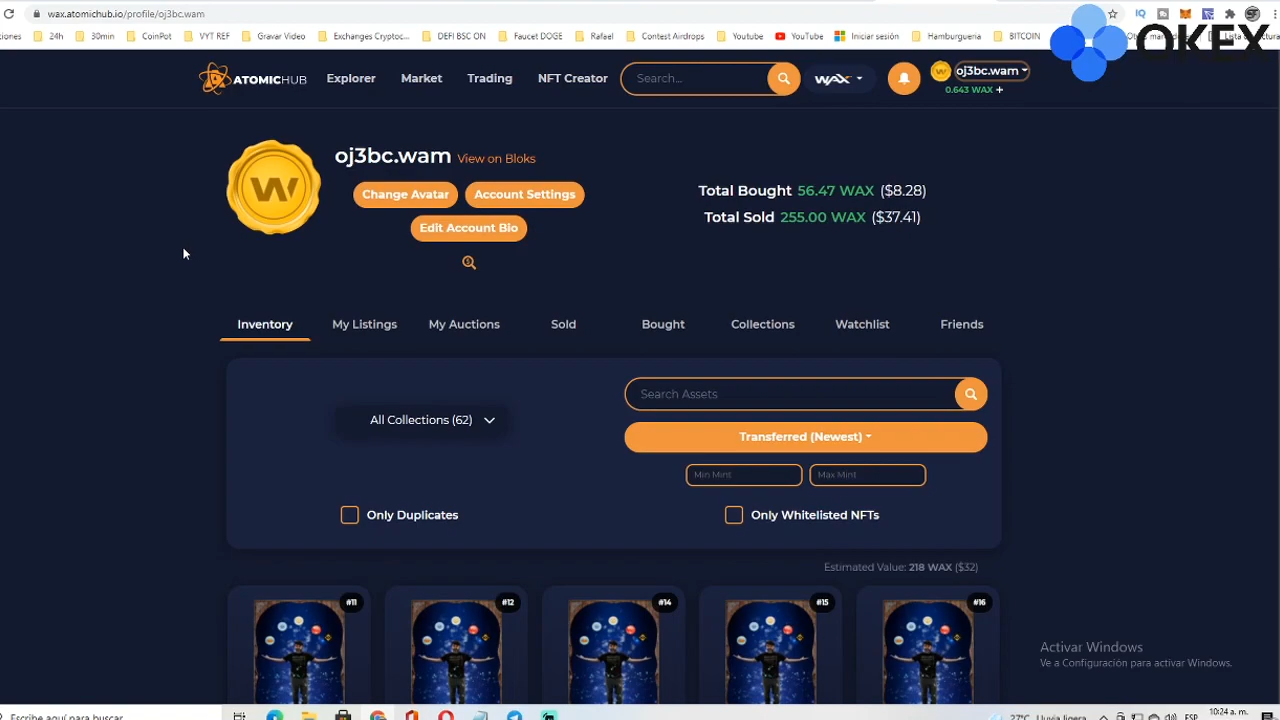 wax.atomichub.io/profile/oj3bc.wam
ciones 24h 30min CoinPot VYT REF Gravar Video Exchanges Cryptoc... DEFI BSC ON Faucet DOGE Rafael Contest Airdrops Youtube YouTube Iniciar sesión Hamburgueria BITCOIN
OKEX
ATOMICHUB Explorer Market Trading NFT Creator Search... WAX oj3bc.wam
0.643 WAX +
oj3bc.wam View on Bloks
Change Avatar Account Settings
Edit Account Bio
Total Bought 56.47 WAX ($8.28)
Total Sold 255.00 WAX ($37.41)
Inventory My Listings My Auctions Sold Bought Collections Watchlist Friends
All Collections (62)
Search Assets
Transferred (Newest)
Min Mint Max Mint
Only Duplicates Only Whitelisted NFTs
Estimated Value: 218 WAX ($32)
#11 #12 #14 #15 #16
Activar Windows
Ve a Configuración para activar Windows.
Escribe aquí para buscar 27°C Lluvia ligera ESP 10:24 a. m.